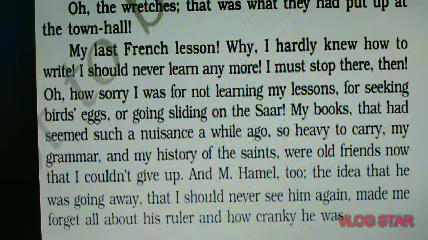 Oh, the wretches; that was what they had put up at
the town-hall!
My last French lesson! Why, I hardly knew how to
write! I should never learn any more! I must stop there, then!
Oh, how sorry I was for not learning my lessons, for seeking
birds' eggs, or going sliding on the Saar! My books, that had
seemed such a nuisance a while ago, so heavy to carry, my
grammar, and my history of the saints, were old friends now
that I couldn't give up. And M. Hamel, too; the idea that he
was going away, that I should never see him again, made me
forget all about his ruler and how cranky he was.
VLOG STAR